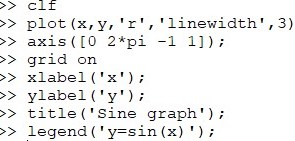 >> clf
>> plot(x,y,'r','linewidth',3)
>> axis([0 2*pi -1 1]);
>> grid on
>> xlabel('x');
>> ylabel('y');
>> title('Sine graph');
>> legend('y=sin(x)');